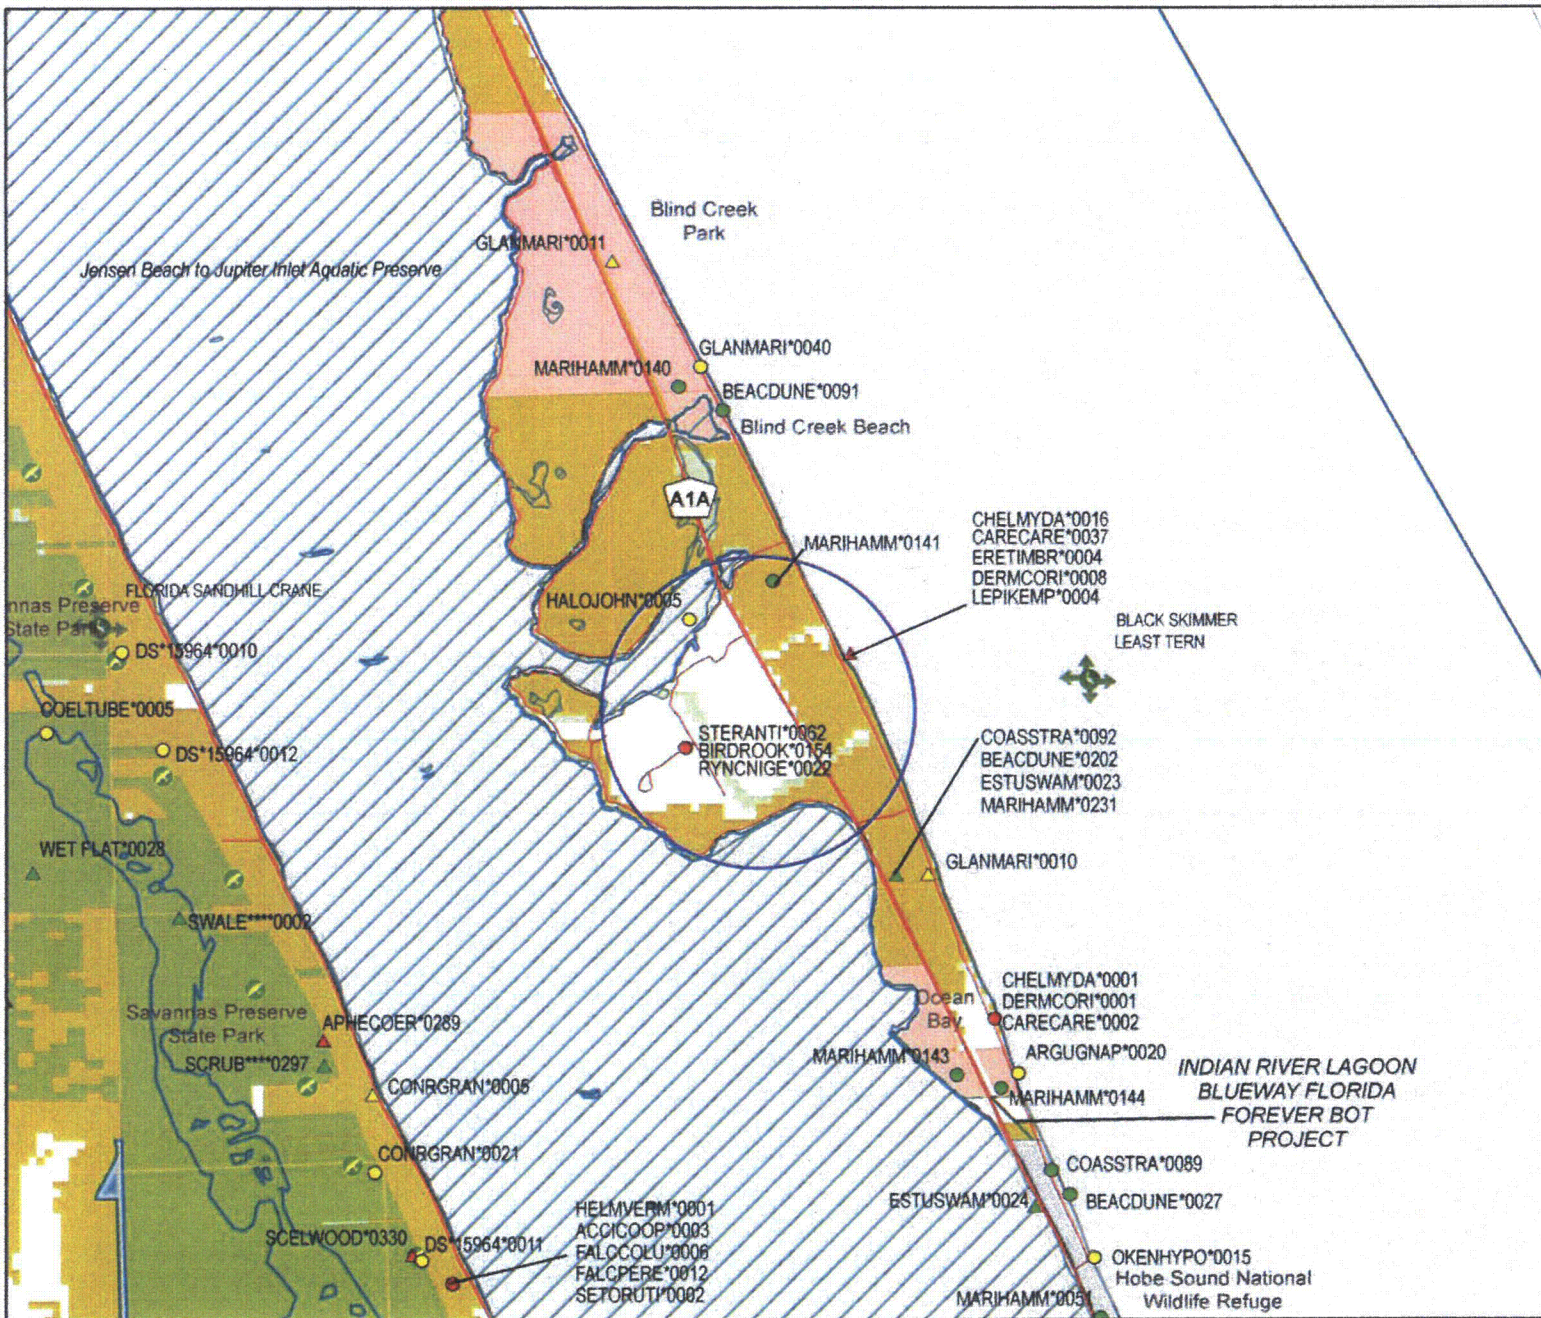 Blind Creek
Park
GLANMARI*0011
Jensen Beach to Jupiter Inlet Aquatic Preserve
GLANMARI*0040
MARIHAMM*0140
BEACDUNE*0091
Blind Creek Beach
A1A
CHELMYDA*0016
CARECARE*0037
ERETIMBR*0004
DERMCORI*0008
LEPIKEMP*0004
MARIHAMM*0141
FLORIDA SANDHILL CRANE
nnas Preserve
State Park
HALOJOHN*0005
BLACK SKIMMER
LEAST TERN
DS*15964*0010
COELTUBE*0005
DS*15964*0012
STERANTI*0062
BIRDROOK*0154
RYNCNIGE*0022
COASSTRA*0092
BEACDUNE*0202
ESTUSWAM*0023
MARIHAMM*0231
WET FLAT*0028
GLANMARI*0010
SWALE****0002
Savannas Preserve
State Park
APHECOER*0289
SCRUB****0297
CONRGRAN*0005
Ocean
Bay
CHELMYDA*0001
DERMCORI*0001
CARECARE*0002
MARIHAMM*0143
ARGUGNAP*0020
MARIHAMM*0144
INDIAN RIVER LAGOON
BLUEWAY FLORIDA
FOREVER BOT
PROJECT
CONRGRAN*0021
COASSTRA*0089
ESTUSWAM*0024
BEACDUNE*0027
HELMVERM*0001
ACCICOOP*0003
FALCCOLU*0006
FALCPERE*0012
SETORUTI*0002
SCELWOOD*0330
DS*15964*0011
OKENHYPO*0015
Hobe Sound National
Wildlife Refuge
MARIHAMM*0051